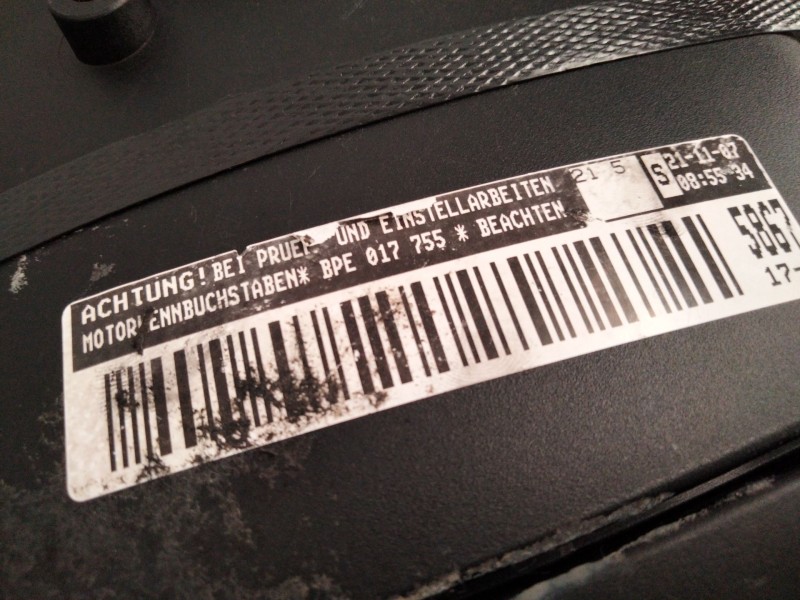 ACHTUNG! BEI PRUEF UND EINSTELLARBEITEN
MOTOR ENNBUCHSTABEN* BPE 017 755 * BEACHTEN
21 5
S
21-11-07
08:55 34
5867
17-